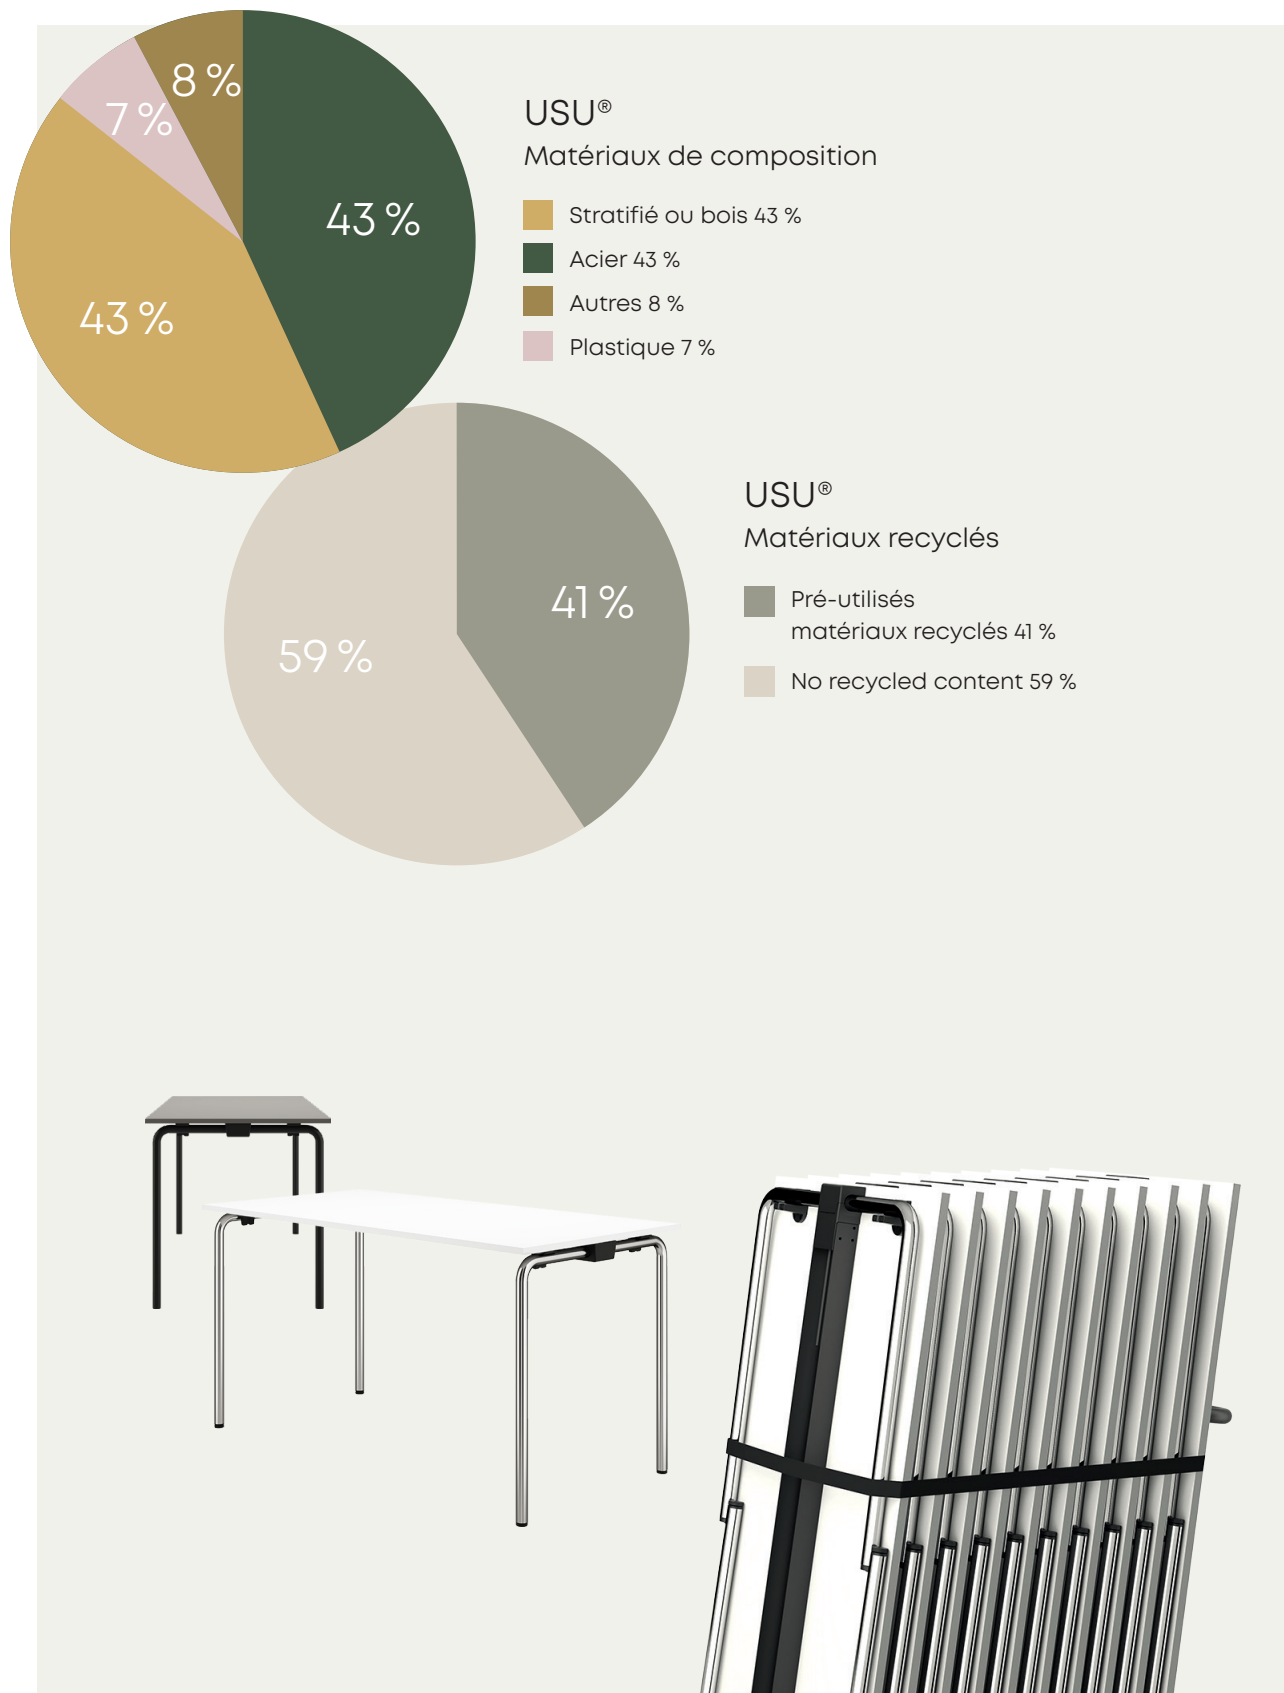 8 %
7 %
43 %
43 %
USU®
Matériaux de composition
Stratifié ou bois 43 %
Acier 43 %
Autres 8 %
Plastique 7 %
41 %
59 %
USU®
Matériaux recyclés
Pré-utilisés
matériaux recyclés 41 %
No recycled content 59 %